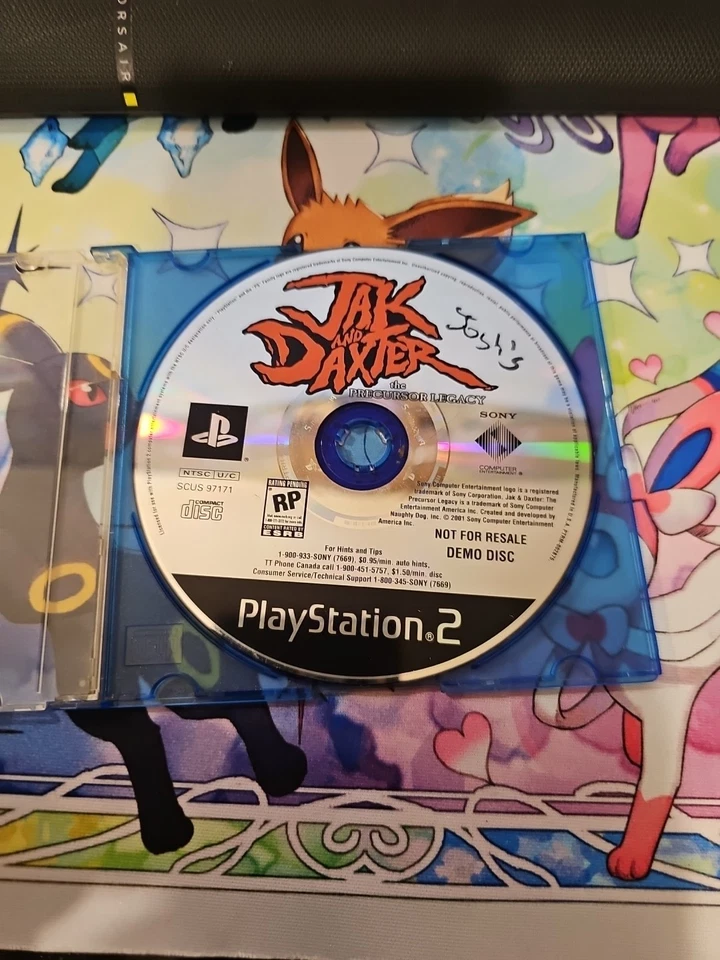 CORSAIR
JAK
AND
DAXTER
the
PRECURSOR LEGACY
Josh's
SONY
COMPUTER
ENTERTAINMENT®
NTSC U/C
SCUS 97171
COMPACT
disc
RATING PENDING
RP
CONTENT RATED BY
ESRB
Sony Computer Entertainment logo is a registered
trademark of Sony Corporation. Jak & Daxter: The
Precursor Legacy is a trademark of Sony Computer
Entertainment America Inc. Created and developed by
Naughty Dog, Inc. © 2001 Sony Computer Entertainment
America Inc.
NOT FOR RESALE
DEMO DISC
For Hints and Tips
1-900-933-SONY (7669), $0.95/min. auto hints,
TT Phone Canada call 1-900-451-5757, $1.50/min. disc
Consumer Service/Technical Support 1-800-345-SONY (7669)
PlayStation®2